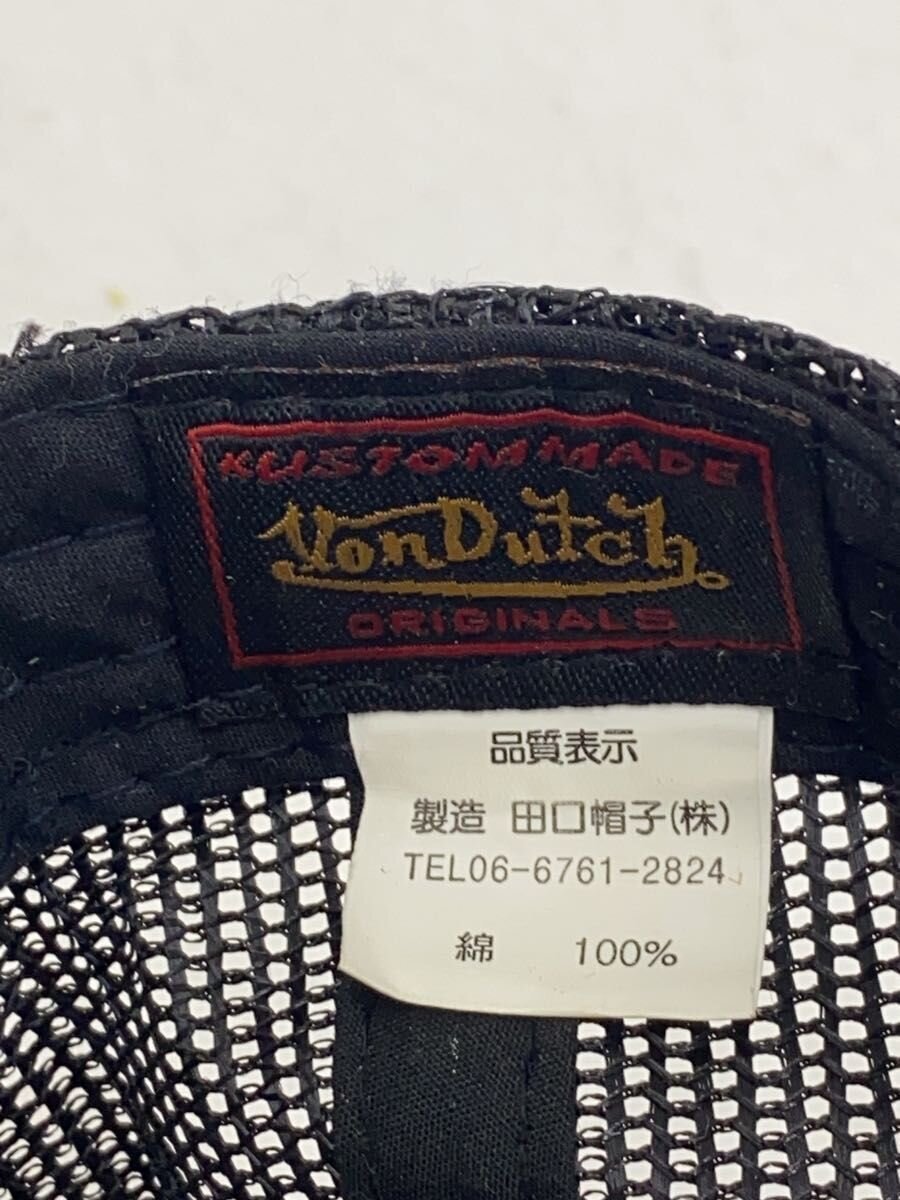 KUSTOMMADE
VonDutch
ORIGINALS
品質表示
製造 田口帽子(株)
TEL06-6761-2824
綿 100%